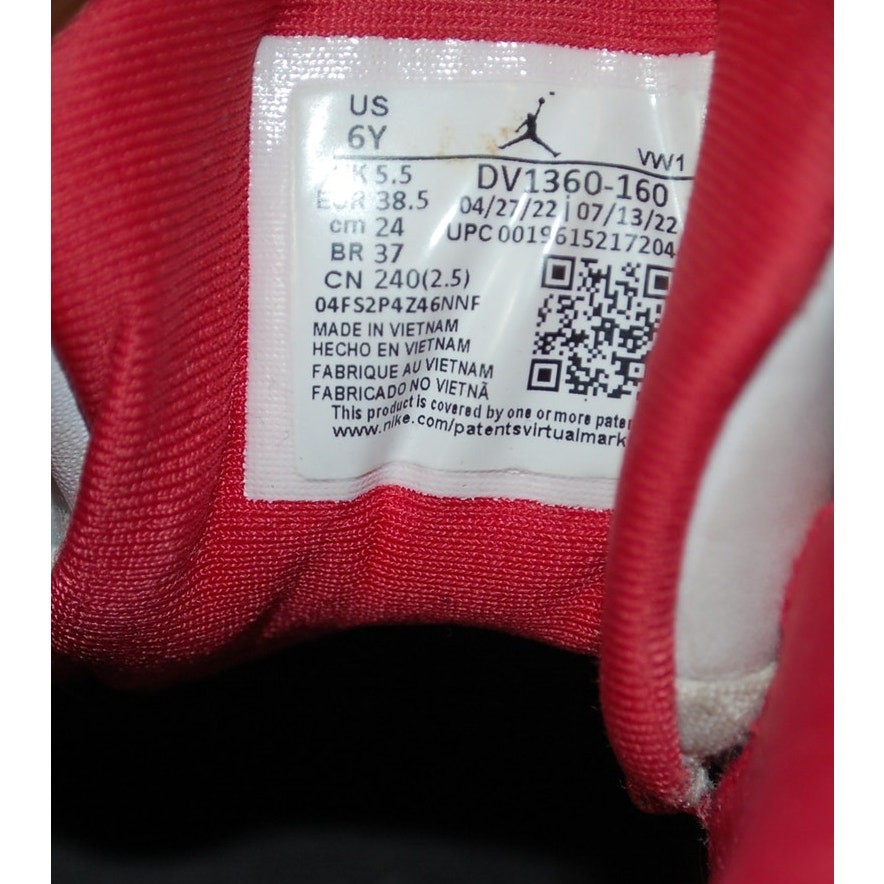 US
6Y
VW1
UK 5.5
EUR 38.5
cm 24
BR 37
CN 240(2.5)
DV1360-160
04/27/22 | 07/13/22
UPC 0019615217204
04FS2P4Z46NNF
MADE IN VIETNAM
HECHO EN VIETNAM
FABRIQUE AU VIETNAM
FABRICADO NO VIETNÃ
This product is covered by one or more
www.nike.com/patentsvirtualmark